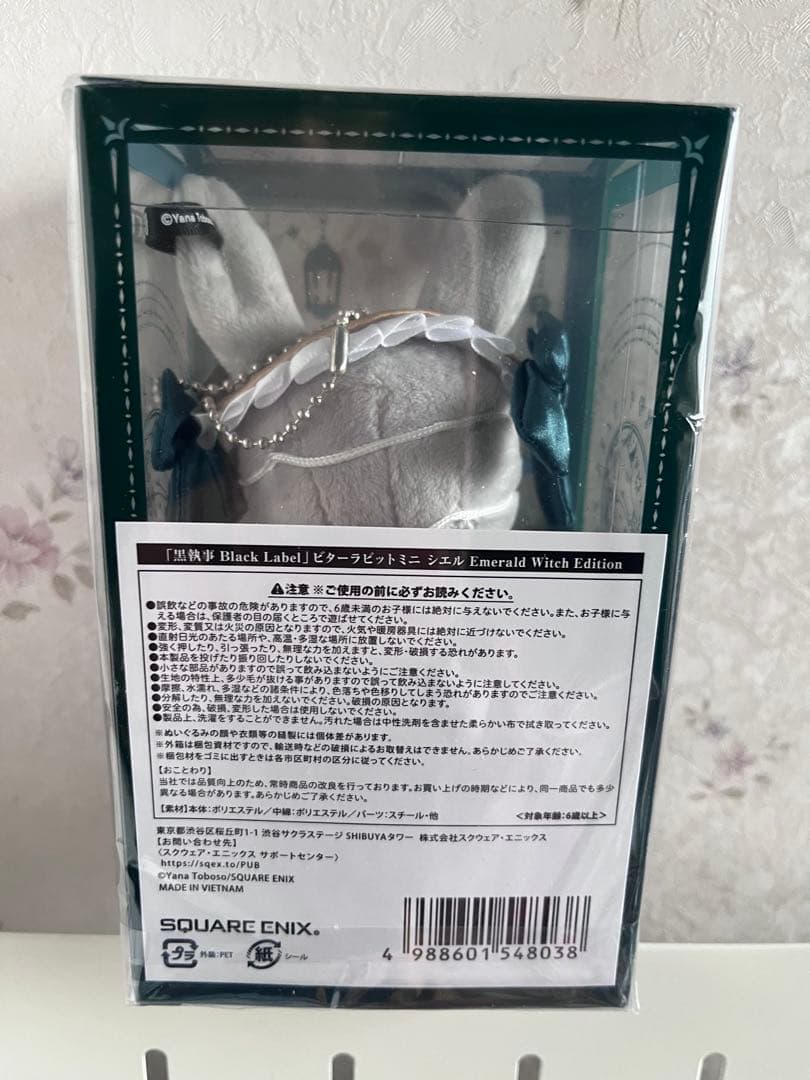 ©Yana Tobos
「黒執事 Black Label」ビターラビットミニ シエル Emerald Witch Edition
⚠注意 ※ご使用の前に必ずお読みください。
●誤飲などの事故の危険がありますので、6歳未満のお子様には絶対に与えないでください。また、お子様に与
える場合は、保護者の目の届くところで遊ばせてください。
●変形、変質又は火災の原因となりますので、火気や暖房器具には絶対に近づけないでください。
●直射日光のあたる場所や、高温・多湿な場所に放置しないでください。
●強く押したり、引っ張ったり、無理な力を加えますと、変形・破損する恐れがあります。
●本製品を投げたり振り回したりしないでください。
●小さな部品がありますので誤って飲み込まないようにご注意ください。
●生地の特性上、多少毛が抜ける事がありますので誤って飲み込まないように注意してください。
●摩擦、水濡れ、多湿などの諸条件により、色落ちや色移りしてしまう恐れがありますのでご注意ください。
●分解したり、無理な力を加えないでください。破損の原因となります。
●安全の為、破損、変形した場合は使用しないでください。
●製品上、洗濯をすることができません。汚れた場合は中性洗剤を含ませた柔らかい布で拭き取ってください。
※ぬいぐるみの顔や衣類等の縫製には個体差があります。
※外箱は梱包資材ですので、輸送時などの破損によるお取替えはできません。あらかじめご了承ください。
※梱包材をゴミに出すときは各市区町村の区分に従ってください。
【おことわり】
当社では品質向上のため、常時商品の改良を行っております。お買い上げの時期などにより、同一商品でも多少
異なる場合があります。あらかじめご了承ください。
【素材】本体:ポリエステル/中綿:ポリエステル/パーツ:スチール・他
<対象年齢:6歳以上>
東京都渋谷区桜丘町1-1 渋谷サクラステージ SHIBUYAタワー 株式会社スクウェア・エニックス
【お問い合わせ先】
〈スクウェア・エニックス サポートセンター〉
https://sqex.to/PUB
©Yana Toboso/SQUARE ENIX
MADE IN VIETNAM
SQUARE ENIX®
プラ 外箱:PET 紙 シール
4 988601 548038